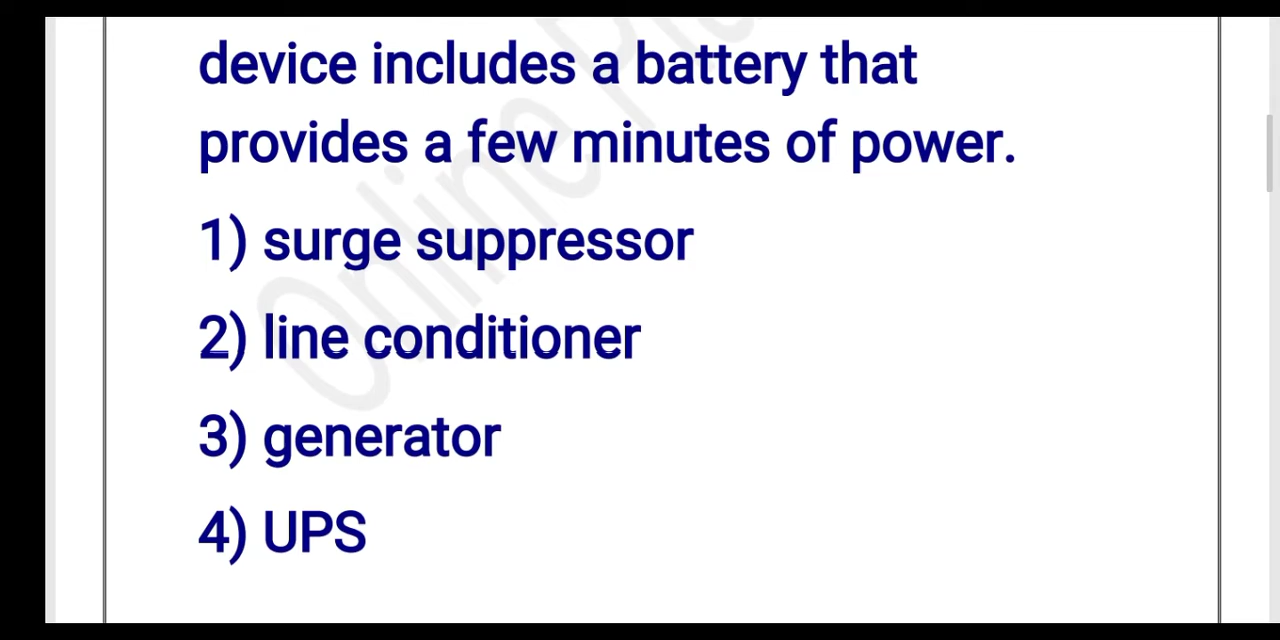 device includes a battery that
provides a few minutes of power.
1) surge suppressor
2) line conditioner
3) generator
4) UPS
Online